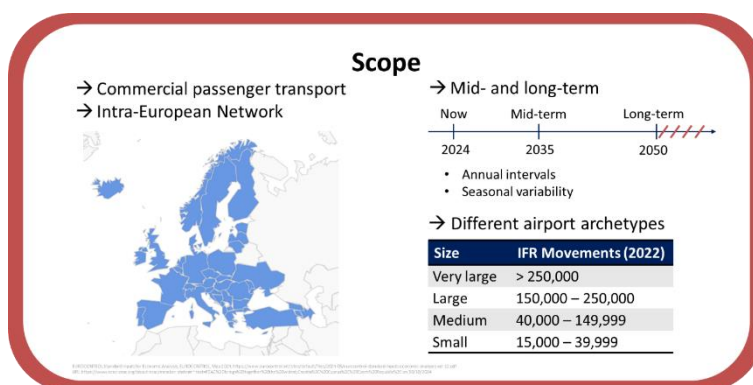 Scope
→ Commercial passenger transport
→ Intra-European Network
→ Mid- and long-term
Now Mid-term Long-term
2024 2035 2050
• Annual intervals
• Seasonal variability
→ Different airport archetypes
Size IFR Movements (2022)
Very large > 250,000
Large 150,000 – 250,000
Medium 40,000 – 149,999
Small 15,000 – 39,999